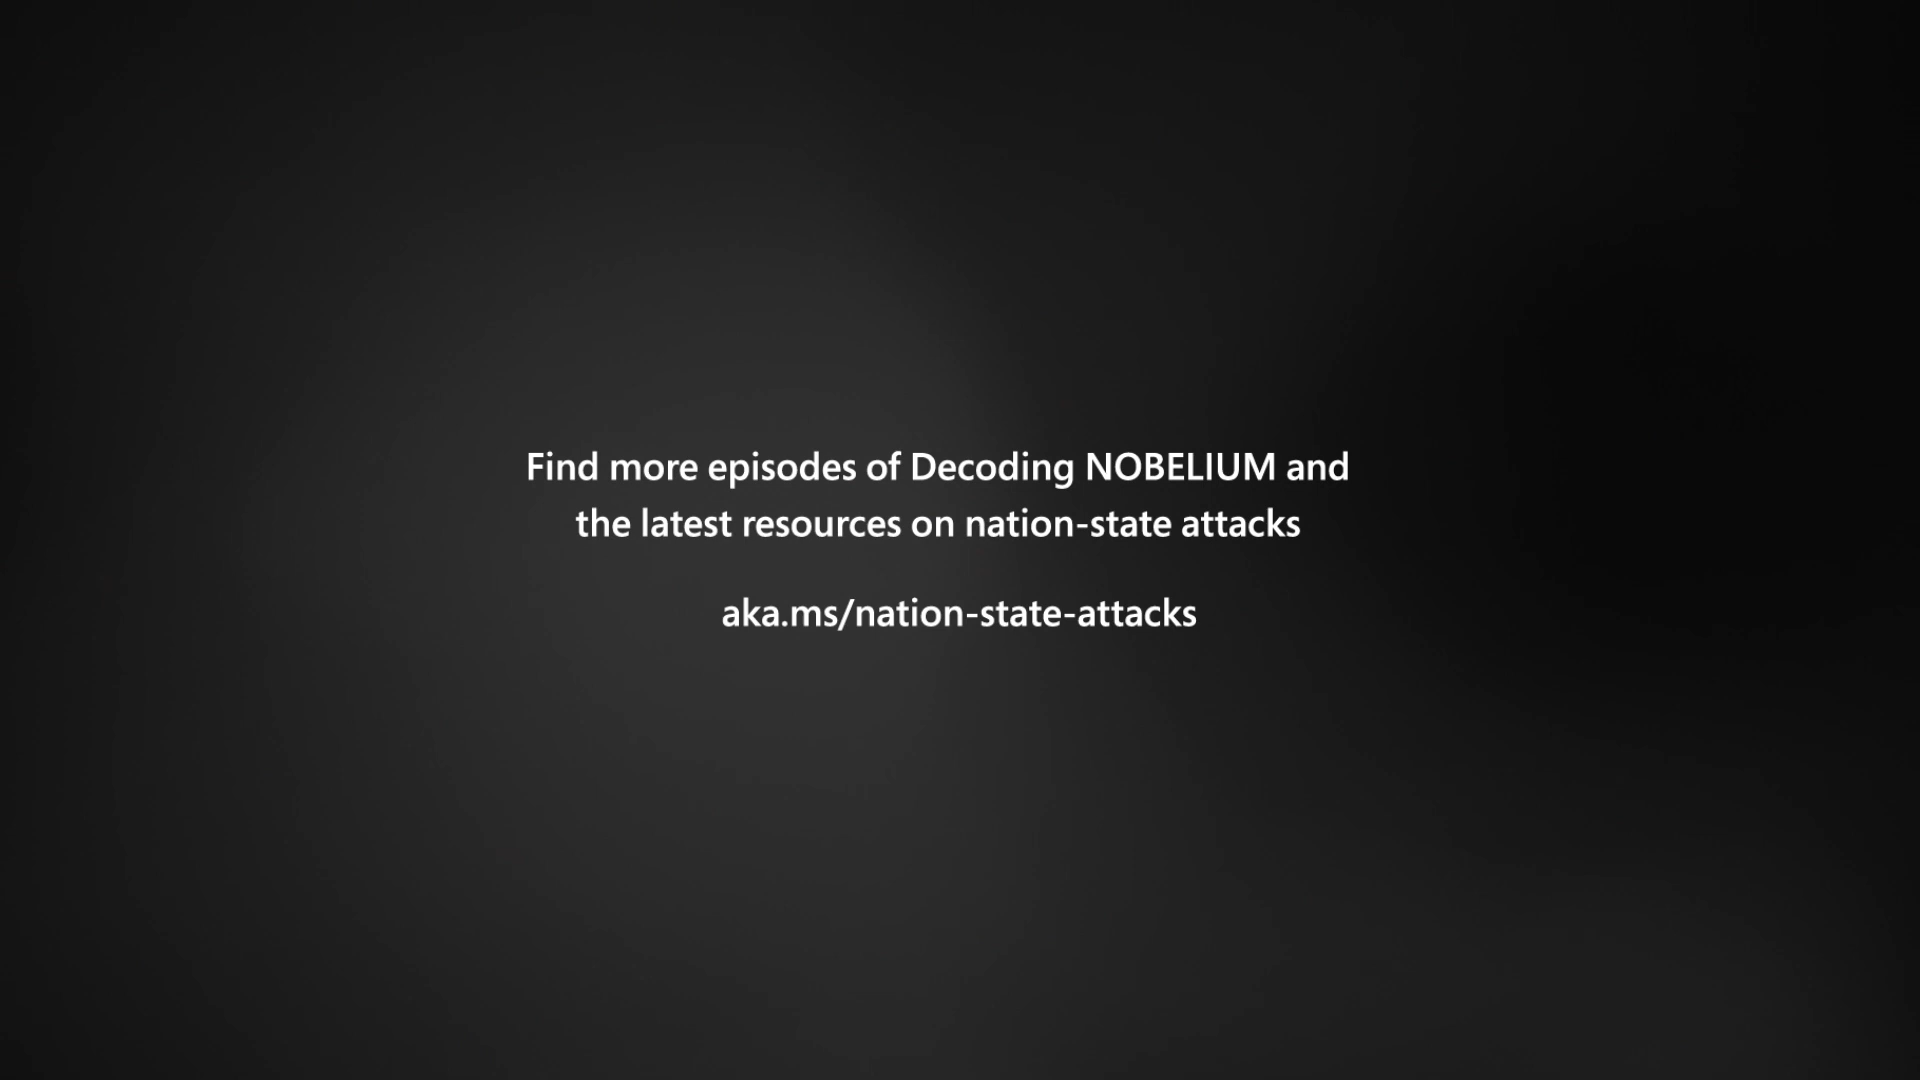 Find more episodes of Decoding NOBELIUM and
the latest resources on nation-state attacks
aka.ms/nation-state-attacks